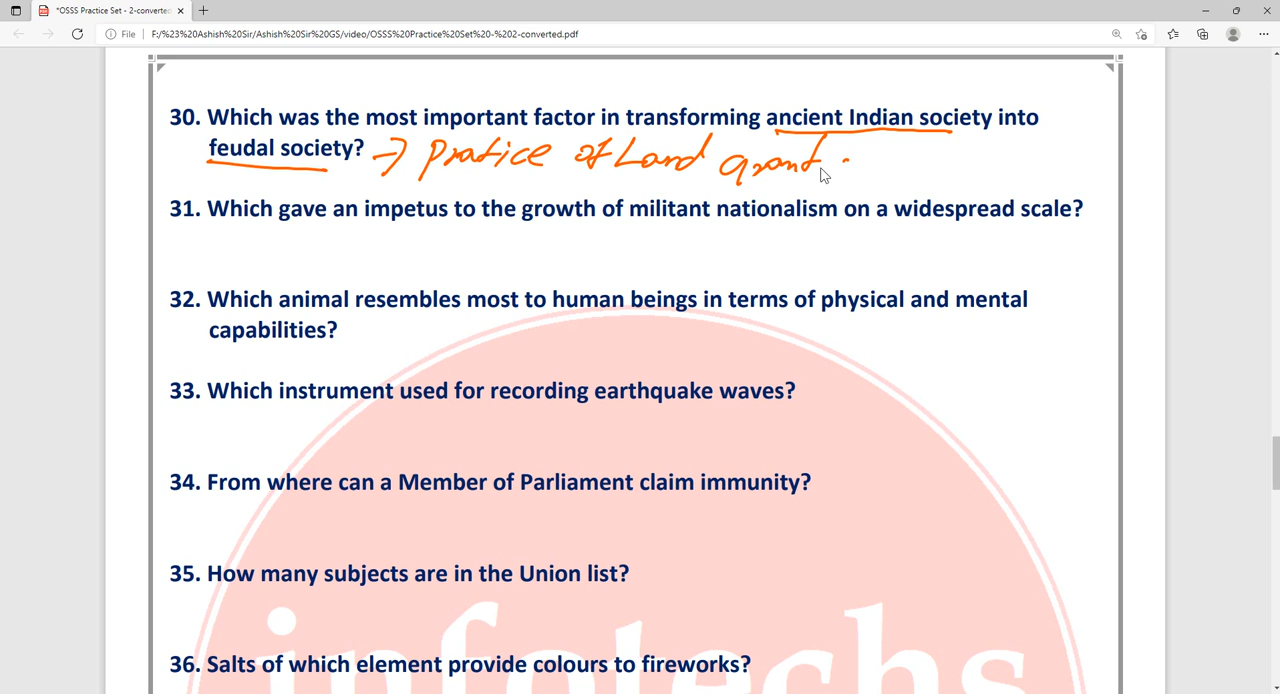 *OSSS Practice Set - 2-converted
File F:/%23%20Ashish%20Sir/Ashish%20Sir%20GS/video/OSSS%20Practice%20Set%20-%202-converted.pdf
30. Which was the most important factor in transforming ancient Indian society into
feudal society? → Practice of Land grant.
31. Which gave an impetus to the growth of militant nationalism on a widespread scale?
32. Which animal resembles most to human beings in terms of physical and mental
capabilities?
33. Which instrument used for recording earthquake waves?
34. From where can a Member of Parliament claim immunity?
35. How many subjects are in the Union list?
36. Salts of which element provide colours to fireworks?
infotechs